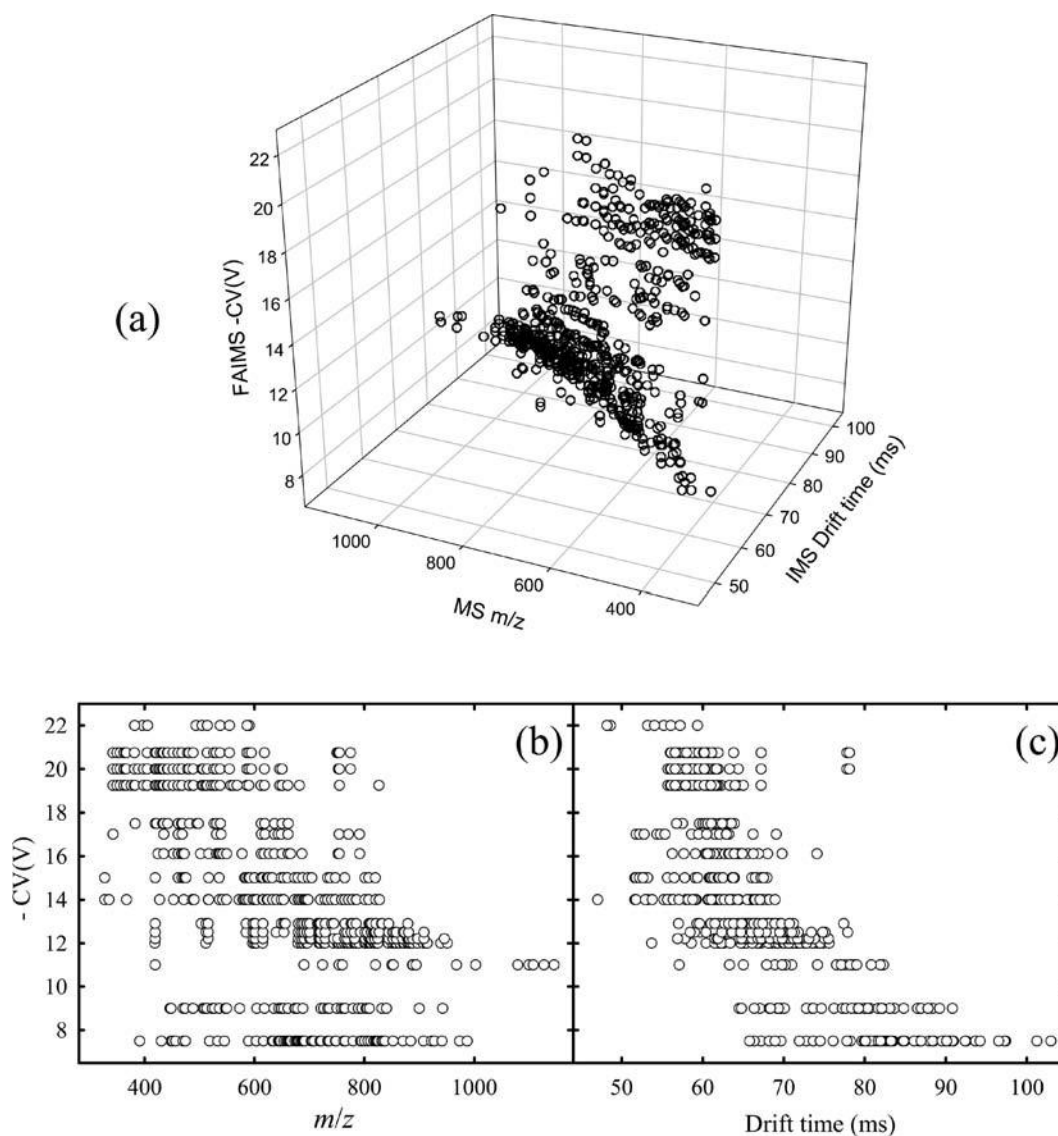 (a)
FAIMS -CV(V)
22
20
18
16
14
12
10
8
1000
800
600
400
MS m/z
50
60
70
80
90
100
IMS Drift time (ms)
(b)
(c)
- CV(V)
22
20
18
16
14
12
10
8
400 600 800 1000
50 60 70 80 90 100
m/z
Drift time (ms)